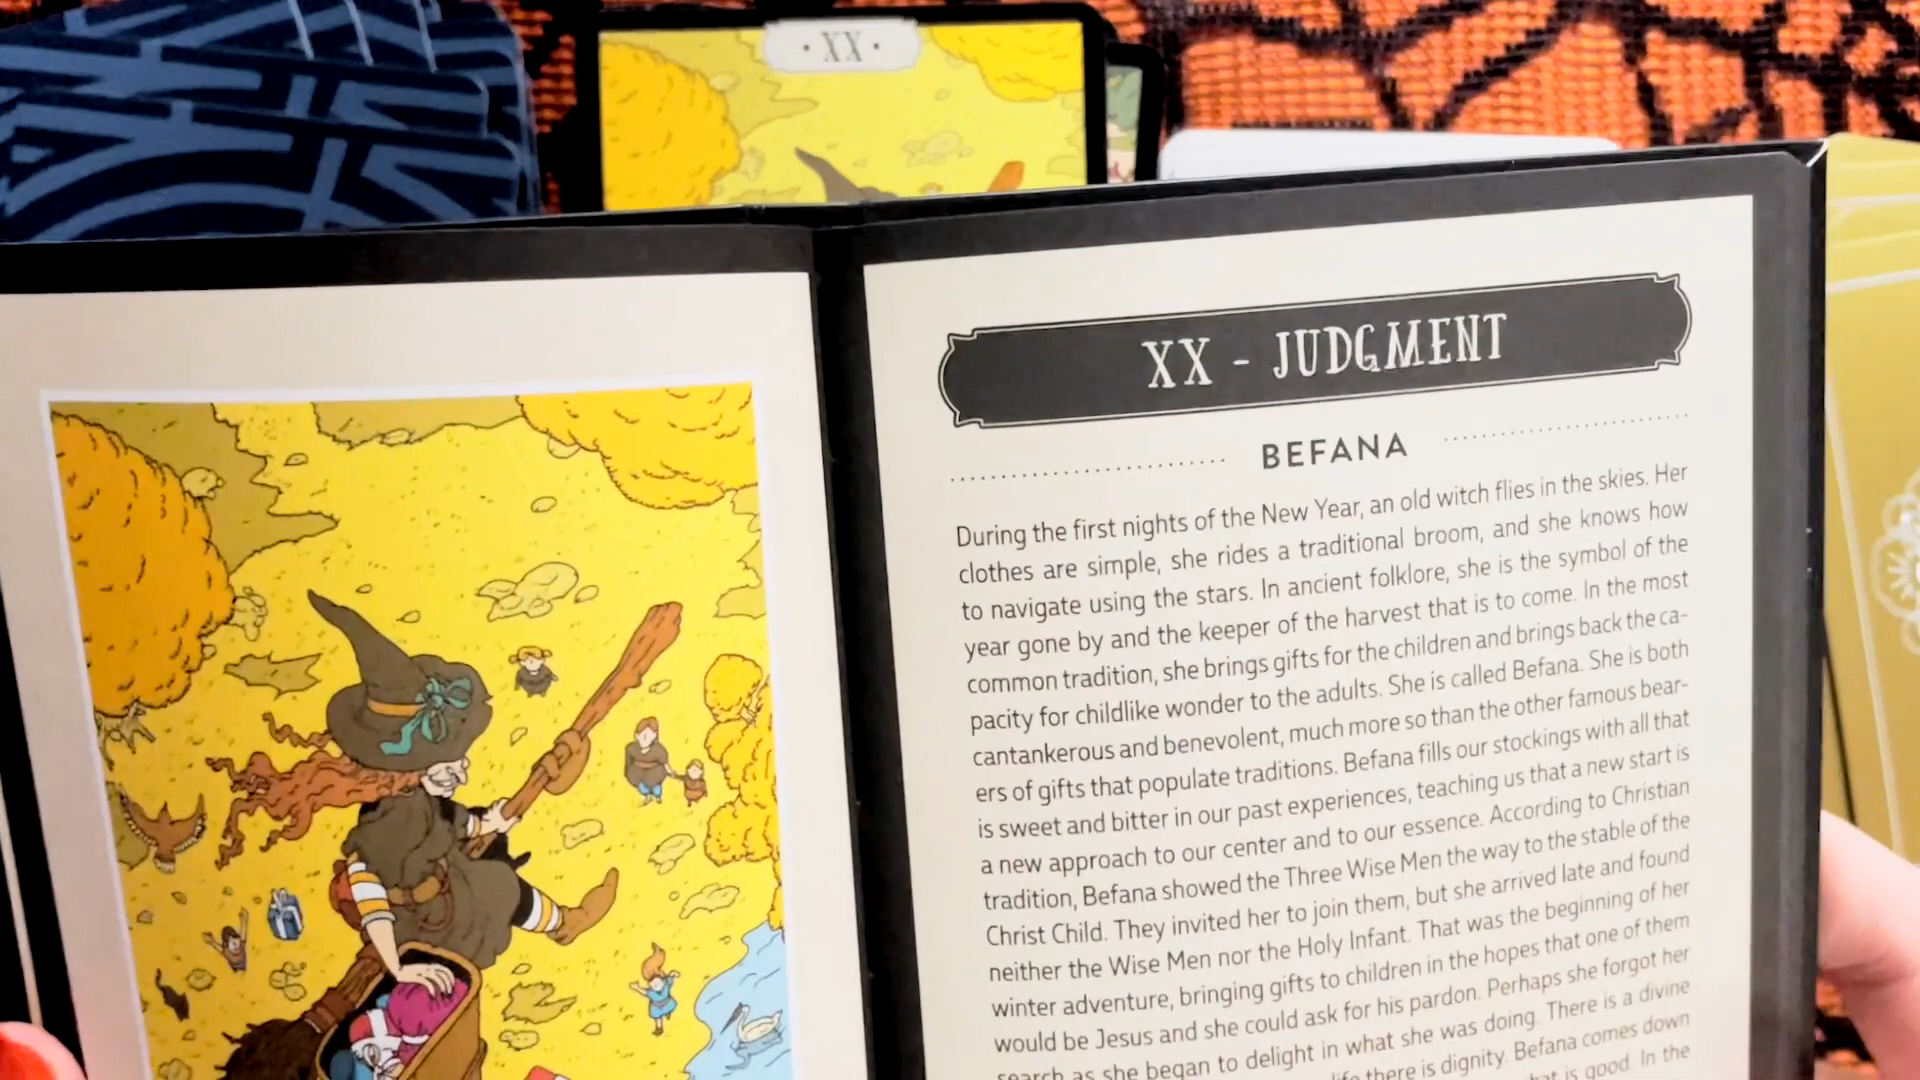 · XX ·
XX - JUDGMENT
BEFANA
During the first nights of the New Year, an old witch flies in the skies. Her
clothes are simple, she rides a traditional broom, and she knows how
to navigate using the stars. In ancient folklore, she is the symbol of the
year gone by and the keeper of the harvest that is to come. In the most
common tradition, she brings gifts for the children and brings back the ca-
pacity for childlike wonder to the adults. She is called Befana. She is both
cantankerous and benevolent, much more so than the other famous bear-
ers of gifts that populate traditions. Befana fills our stockings with all that
is sweet and bitter in our past experiences, teaching us that a new start is
a new approach to our center and to our essence. According to Christian
tradition, Befana showed the Three Wise Men the way to the stable of the
Christ Child. They invited her to join them, but she arrived late and found
neither the Wise Men nor the Holy Infant. That was the beginning of her
winter adventure, bringing gifts to children in the hopes that one of them
would be Jesus and she could ask for his pardon. Perhaps she forgot her
search as she began to delight in what she was doing. There is a divine
there is dignity. Befana comes down
is good. In the